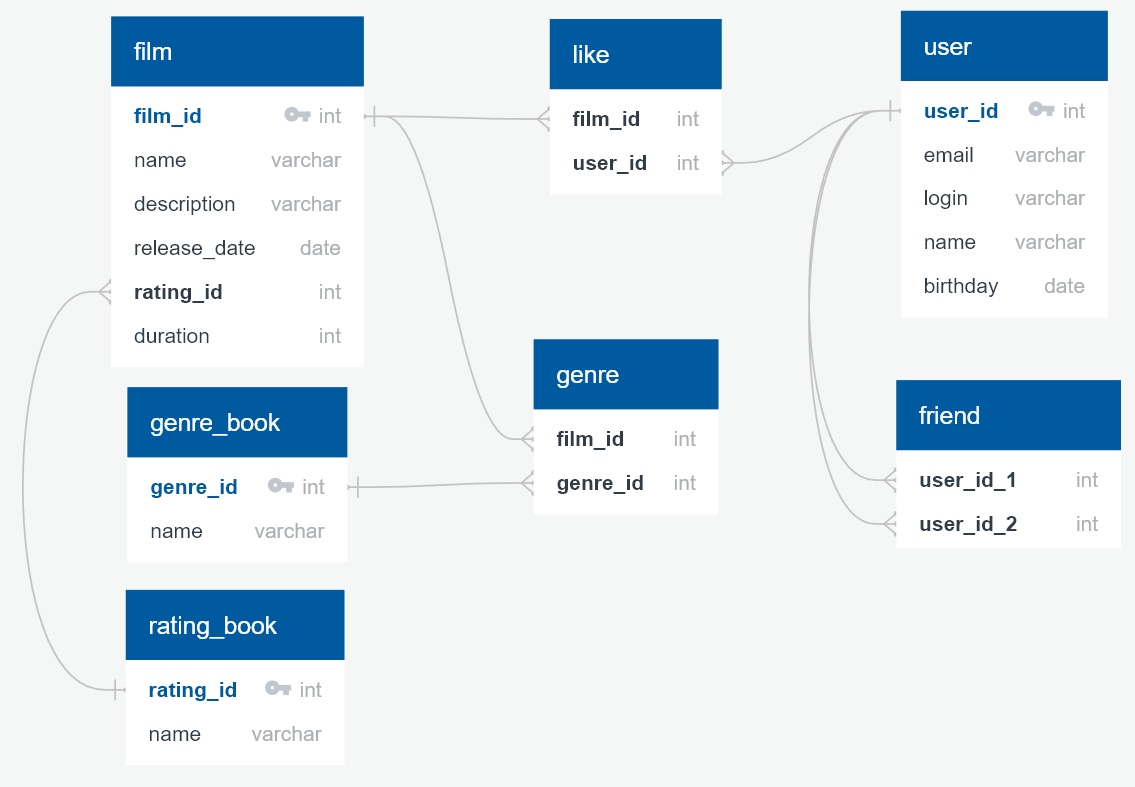 film
film_id int
name varchar
description varchar
release_date date
rating_id int
duration int
like
film_id int
user_id int
user
user_id int
email varchar
login varchar
name varchar
birthday date
genre_book
genre_id int
name varchar
genre
film_id int
genre_id int
friend
user_id_1 int
user_id_2 int
rating_book
rating_id int
name varchar